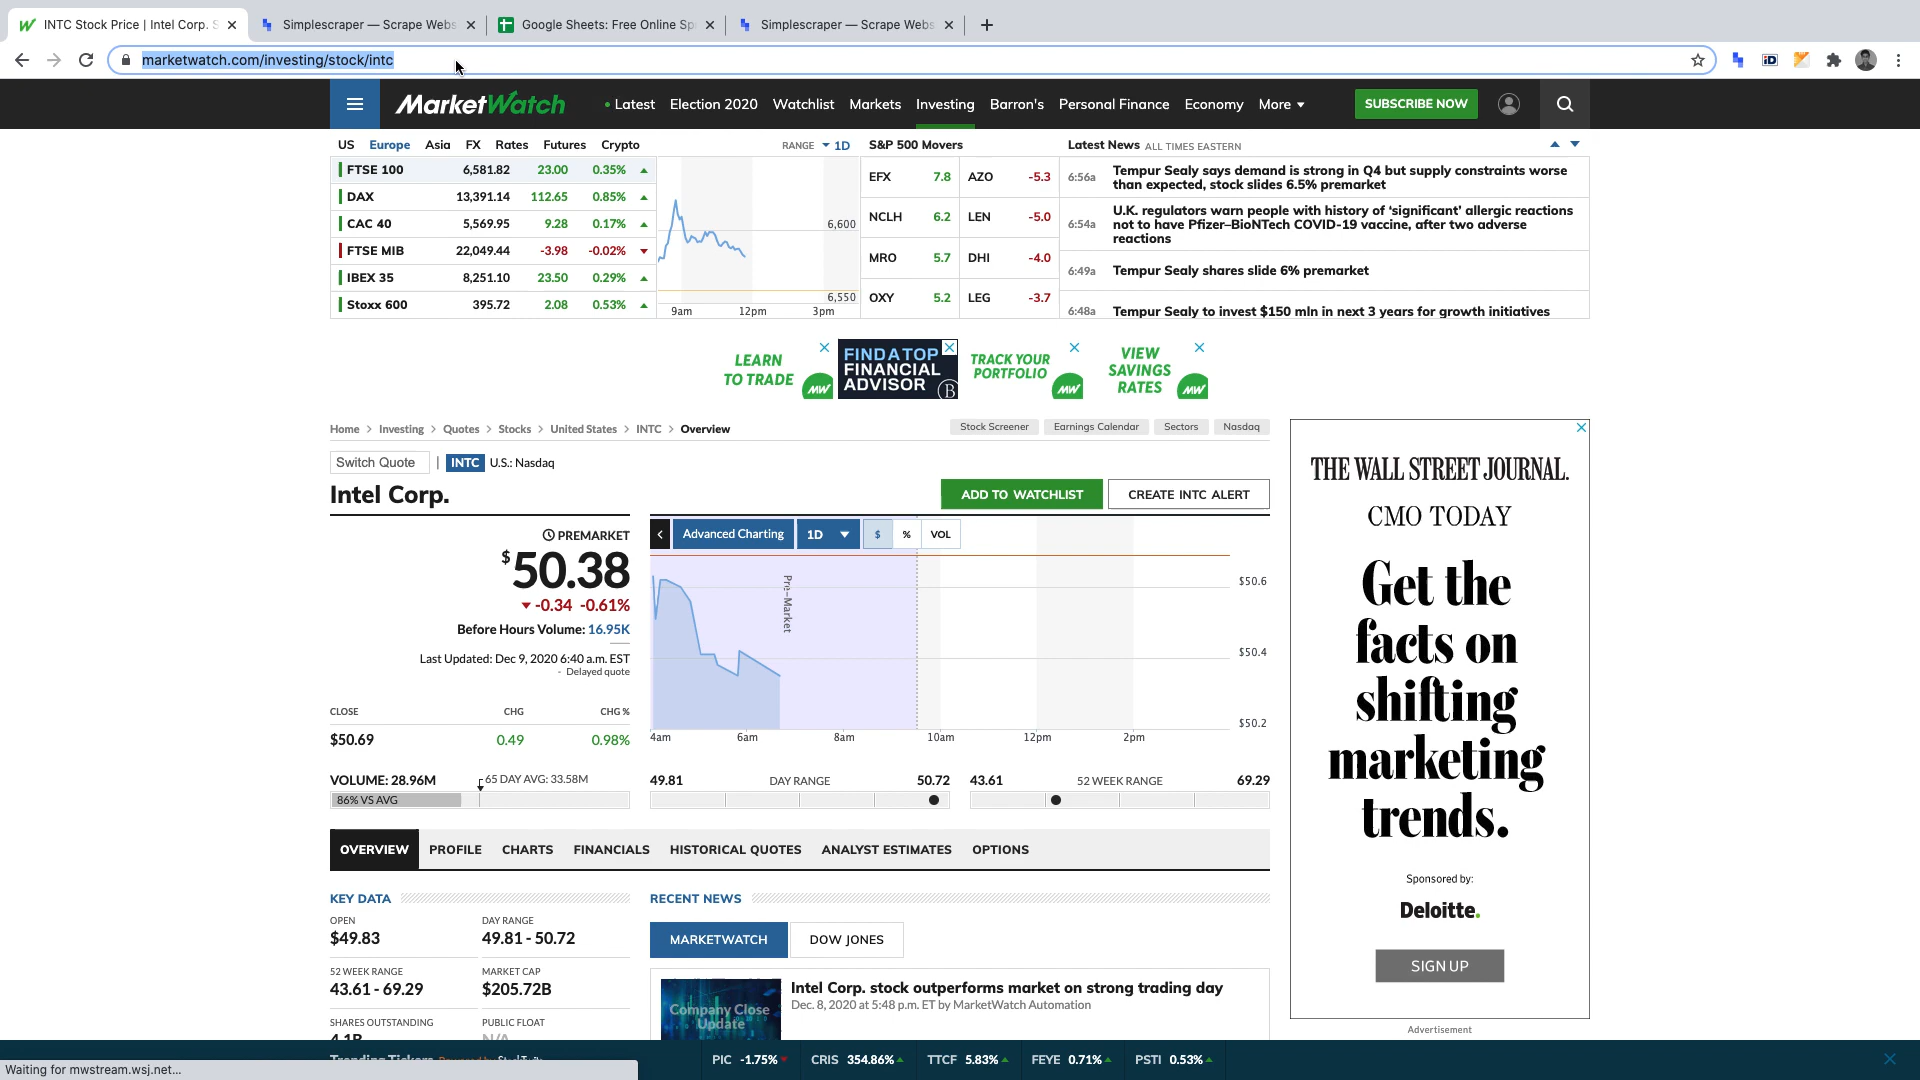 INTC Stock Price | Intel Corp. S
Simplescraper — Scrape Webs
Google Sheets: Free Online Sp
Simplescraper — Scrape Webs
marketwatch.com/investing/stock/intc
MarketWatch
Latest Election 2020 Watchlist Markets Investing Barron's Personal Finance Economy More
SUBSCRIBE NOW
US Europe Asia FX Rates Futures Crypto
RANGE 1D
FTSE 100 6,581.82 23.00 0.35%
DAX 13,391.14 112.65 0.85%
CAC 40 5,569.95 9.28 0.17%
FTSE MIB 22,049.44 -3.98 -0.02%
IBEX 35 8,251.10 23.50 0.29%
Stoxx 600 395.72 2.08 0.53%
6,600
6,550
9am 12pm 3pm
S&P 500 Movers
EFX 7.8 AZO -5.3
NCLH 6.2 LEN -5.0
MRO 5.7 DHI -4.0
OXY 5.2 LEG -3.7
Latest News ALL TIMES EASTERN
6:56a Tempur Sealy says demand is strong in Q4 but supply constraints worse
than expected, stock slides 6.5% premarket
U.K. regulators warn people with history of ‘significant’ allergic reactions
6:54a not to have Pfizer–BioNTech COVID-19 vaccine, after two adverse
reactions
6:49a Tempur Sealy shares slide 6% premarket
6:48a Tempur Sealy to invest $150 mln in next 3 years for growth initiatives
LEARN
TO TRADE
MW
FIND A TOP
FINANCIAL
ADVISOR
B
TRACK YOUR
PORTFOLIO
MW
VIEW
SAVINGS
RATES
MW
Home > Investing > Quotes > Stocks > United States > INTC > Overview
Stock Screener Earnings Calendar Sectors Nasdaq
Switch Quote | INTC U.S.: Nasdaq
Intel Corp.
ADD TO WATCHLIST
CREATE INTC ALERT
PREMARKET
$50.38
-0.34 -0.61%
Before Hours Volume: 16.95K
Last Updated: Dec 9, 2020 6:40 a.m. EST
- Delayed quote
CLOSE CHG CHG %
$50.69 0.49 0.98%
VOLUME: 28.96M 65 DAY AVG: 33.58M
86% VS AVG
< Advanced Charting 1D $ % VOL
Pre-Market
$50.6
$50.4
$50.2
4am 6am 8am 10am 12pm 2pm
49.81 DAY RANGE 50.72
43.61 52 WEEK RANGE 69.29
OVERVIEW PROFILE CHARTS FINANCIALS HISTORICAL QUOTES ANALYST ESTIMATES OPTIONS
KEY DATA
OPEN DAY RANGE
$49.83 49.81 - 50.72
52 WEEK RANGE MARKET CAP
43.61 - 69.29 $205.72B
SHARES OUTSTANDING PUBLIC FLOAT
4.1B N/A
RECENT NEWS
MARKETWATCH DOW JONES
Company Close
Update
Intel Corp. stock outperforms market on strong trading day
Dec. 8, 2020 at 5:48 p.m. ET by MarketWatch Automation
THE WALL STREET JOURNAL.
CMO TODAY
Get the
facts on
shifting
marketing
trends.
Sponsored by:
Deloitte.
SIGN UP
Advertisement
Trending Tickers
PIC -1.75% CRIS 354.86% TTCF 5.83% FEYE 0.71% PSTI 0.53%
Waiting for mwstream.wsj.net...